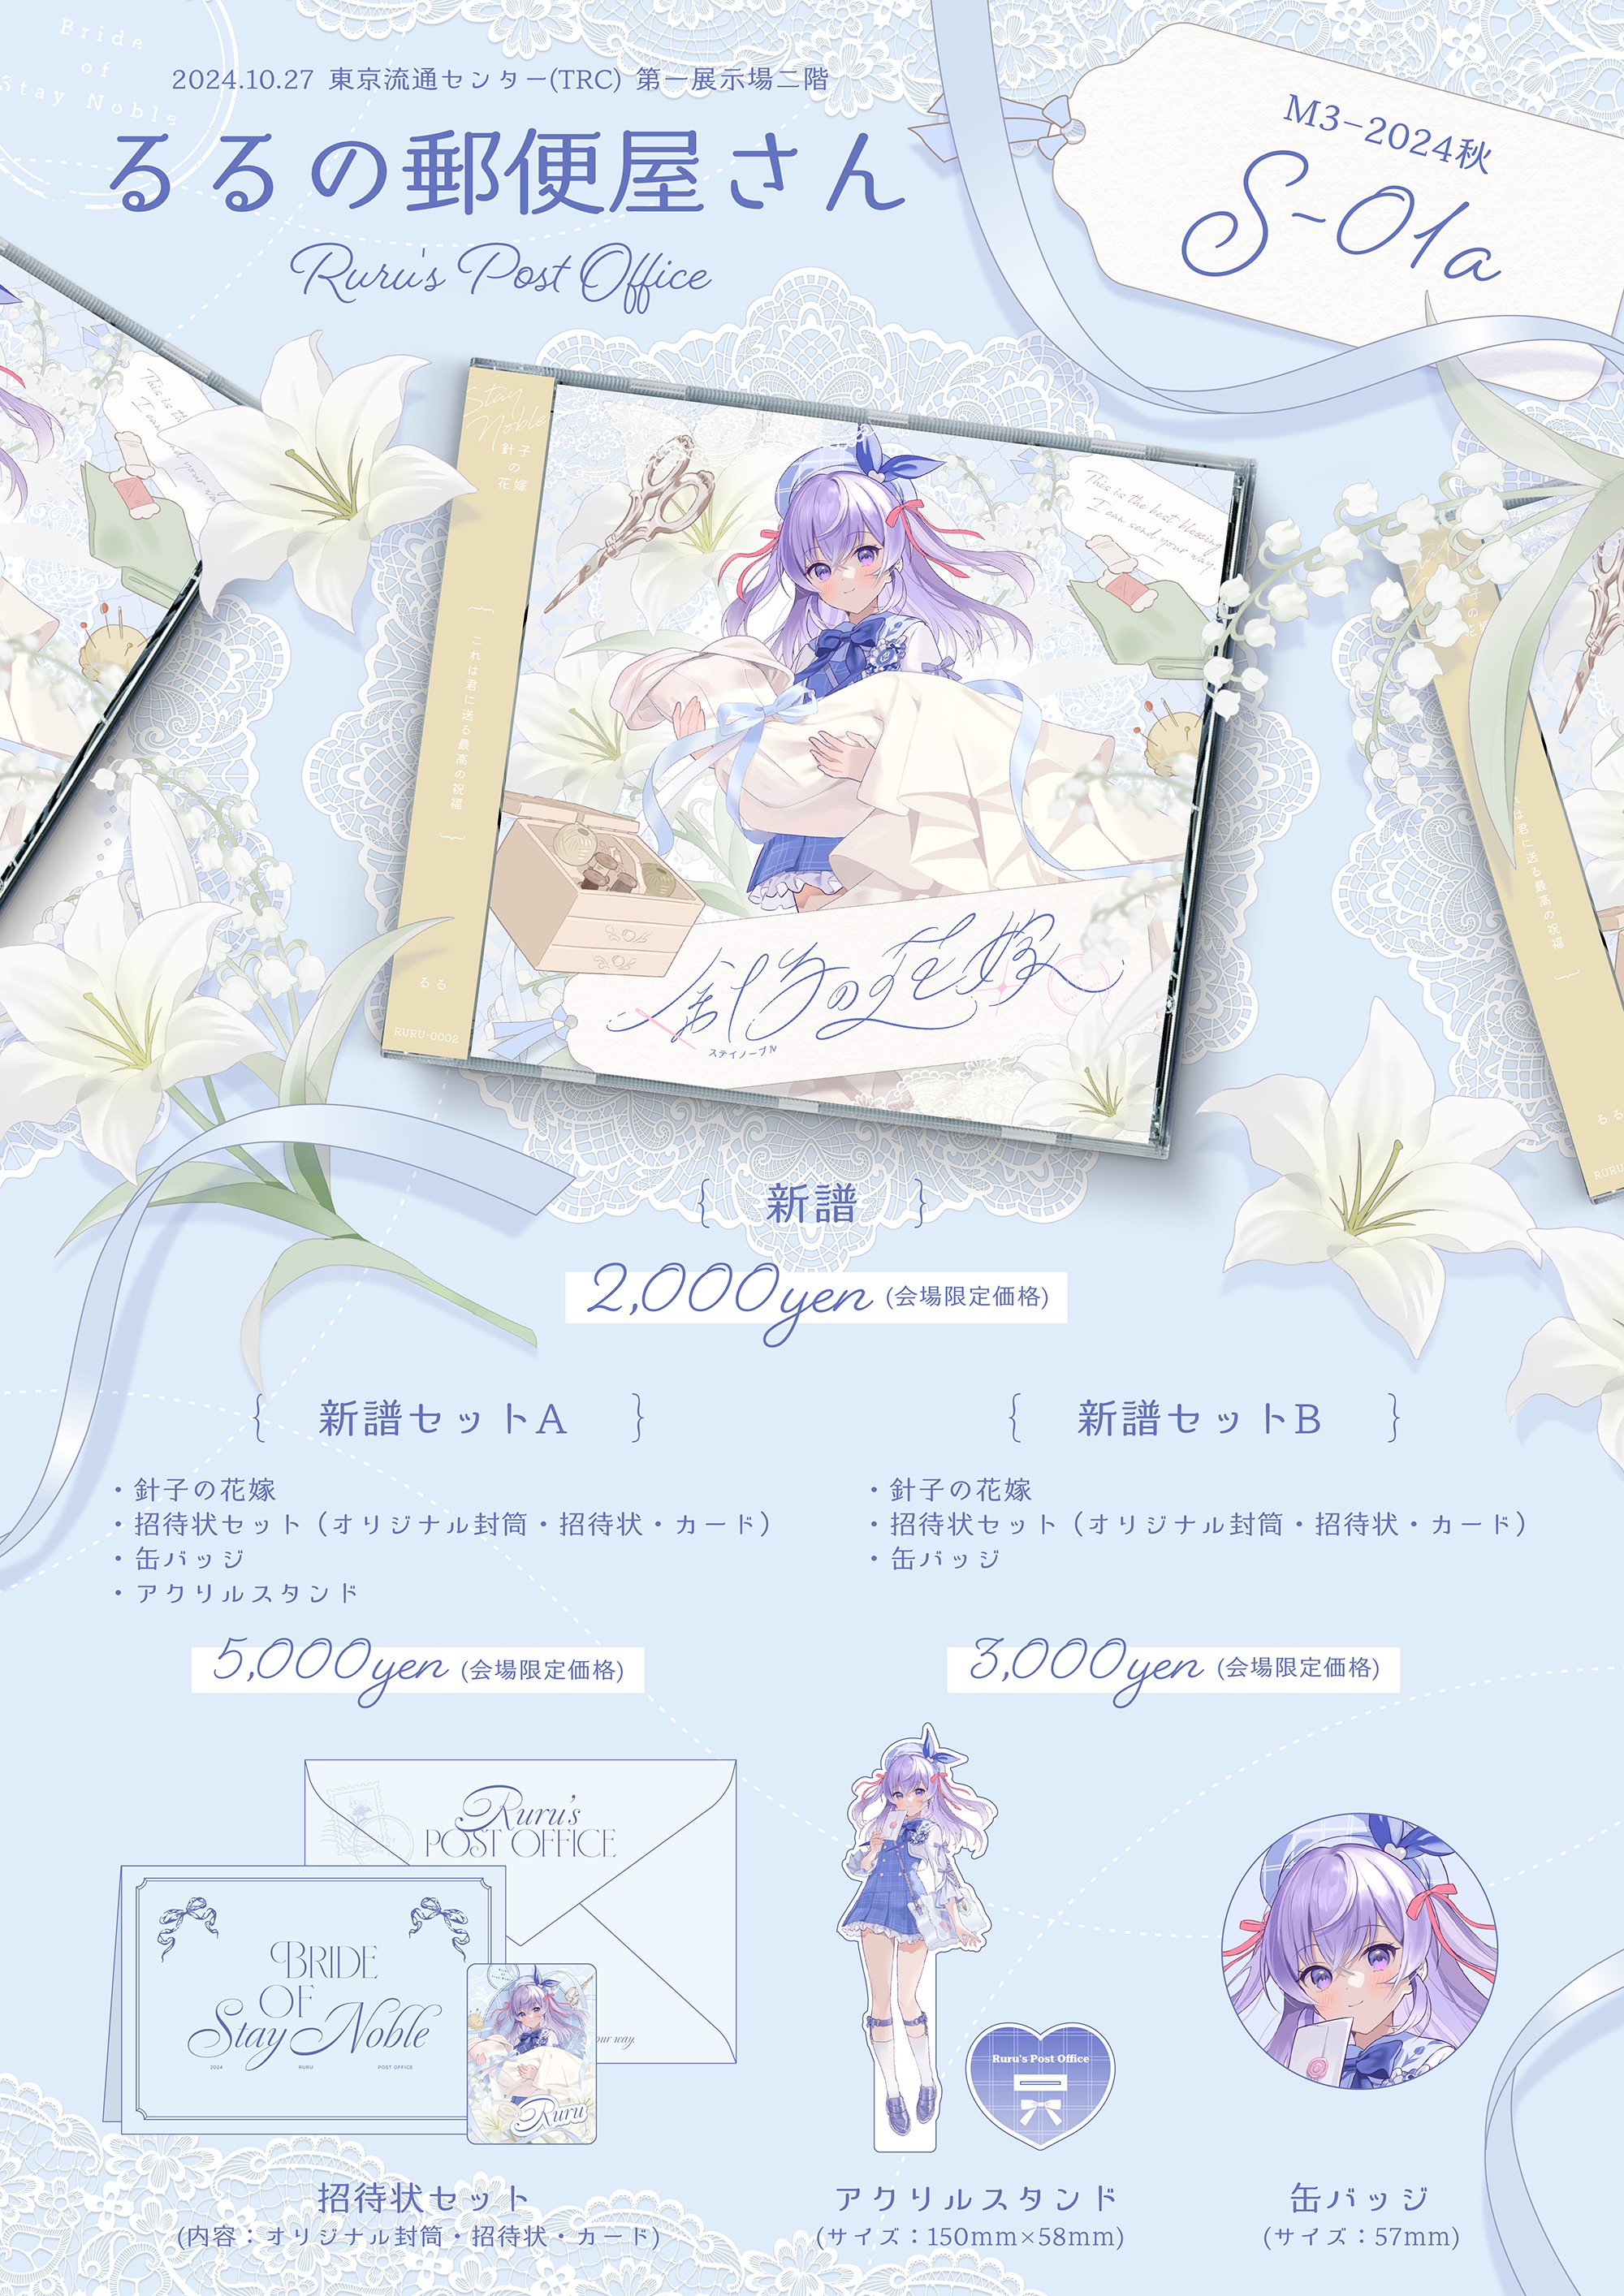 Bride
of
Stay Noble
2024.10.27 東京流通センター(TRC) 第一展示場二階
るるの郵便屋さん
Ruru's Post Office
M3-2024秋
S-01a
Stay
Noble
針子
の
花嫁
{ これは君に送る最高の祝福 }
るる
RURU-0002
This is the best blessing
I can send your way.
針子の花嫁
ステイノーブル
{ 新譜 }
2,000yen (会場限定価格)
{ 新譜セットA }
・針子の花嫁
・招待状セット（オリジナル封筒・招待状・カード）
・缶バッジ
・アクリルスタンド
5,000yen (会場限定価格)
{ 新譜セットB }
・針子の花嫁
・招待状セット（オリジナル封筒・招待状・カード）
・缶バッジ
3,000yen (会場限定価格)
Ruru's
POST OFFICE
BRIDE
OF
Stay Noble
2024 RURU POST OFFICE
our way.
Ruru
Ruru's Post Office
招待状セット
(内容：オリジナル封筒・招待状・カード)
アクリルスタンド
(サイズ：150mm×58mm)
缶バッジ
(サイズ：57mm)